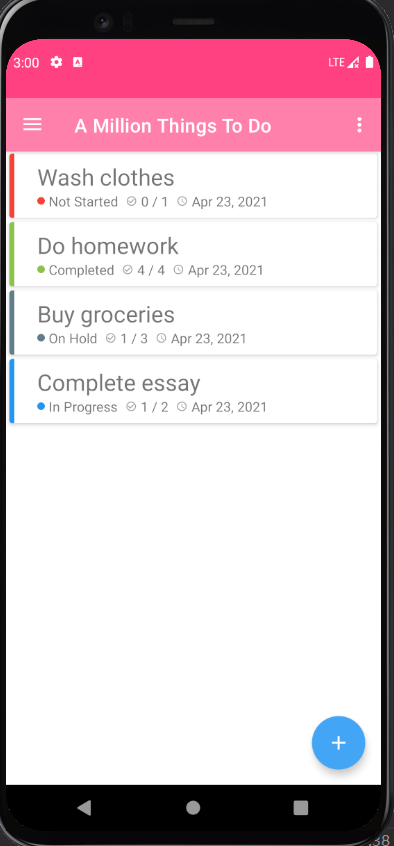 3:00 LTE
A Million Things To Do
Wash clothes
Not Started 0 / 1 Apr 23, 2021
Do homework
Completed 4 / 4 Apr 23, 2021
Buy groceries
On Hold 1 / 3 Apr 23, 2021
Complete essay
In Progress 1 / 2 Apr 23, 2021
+
:38